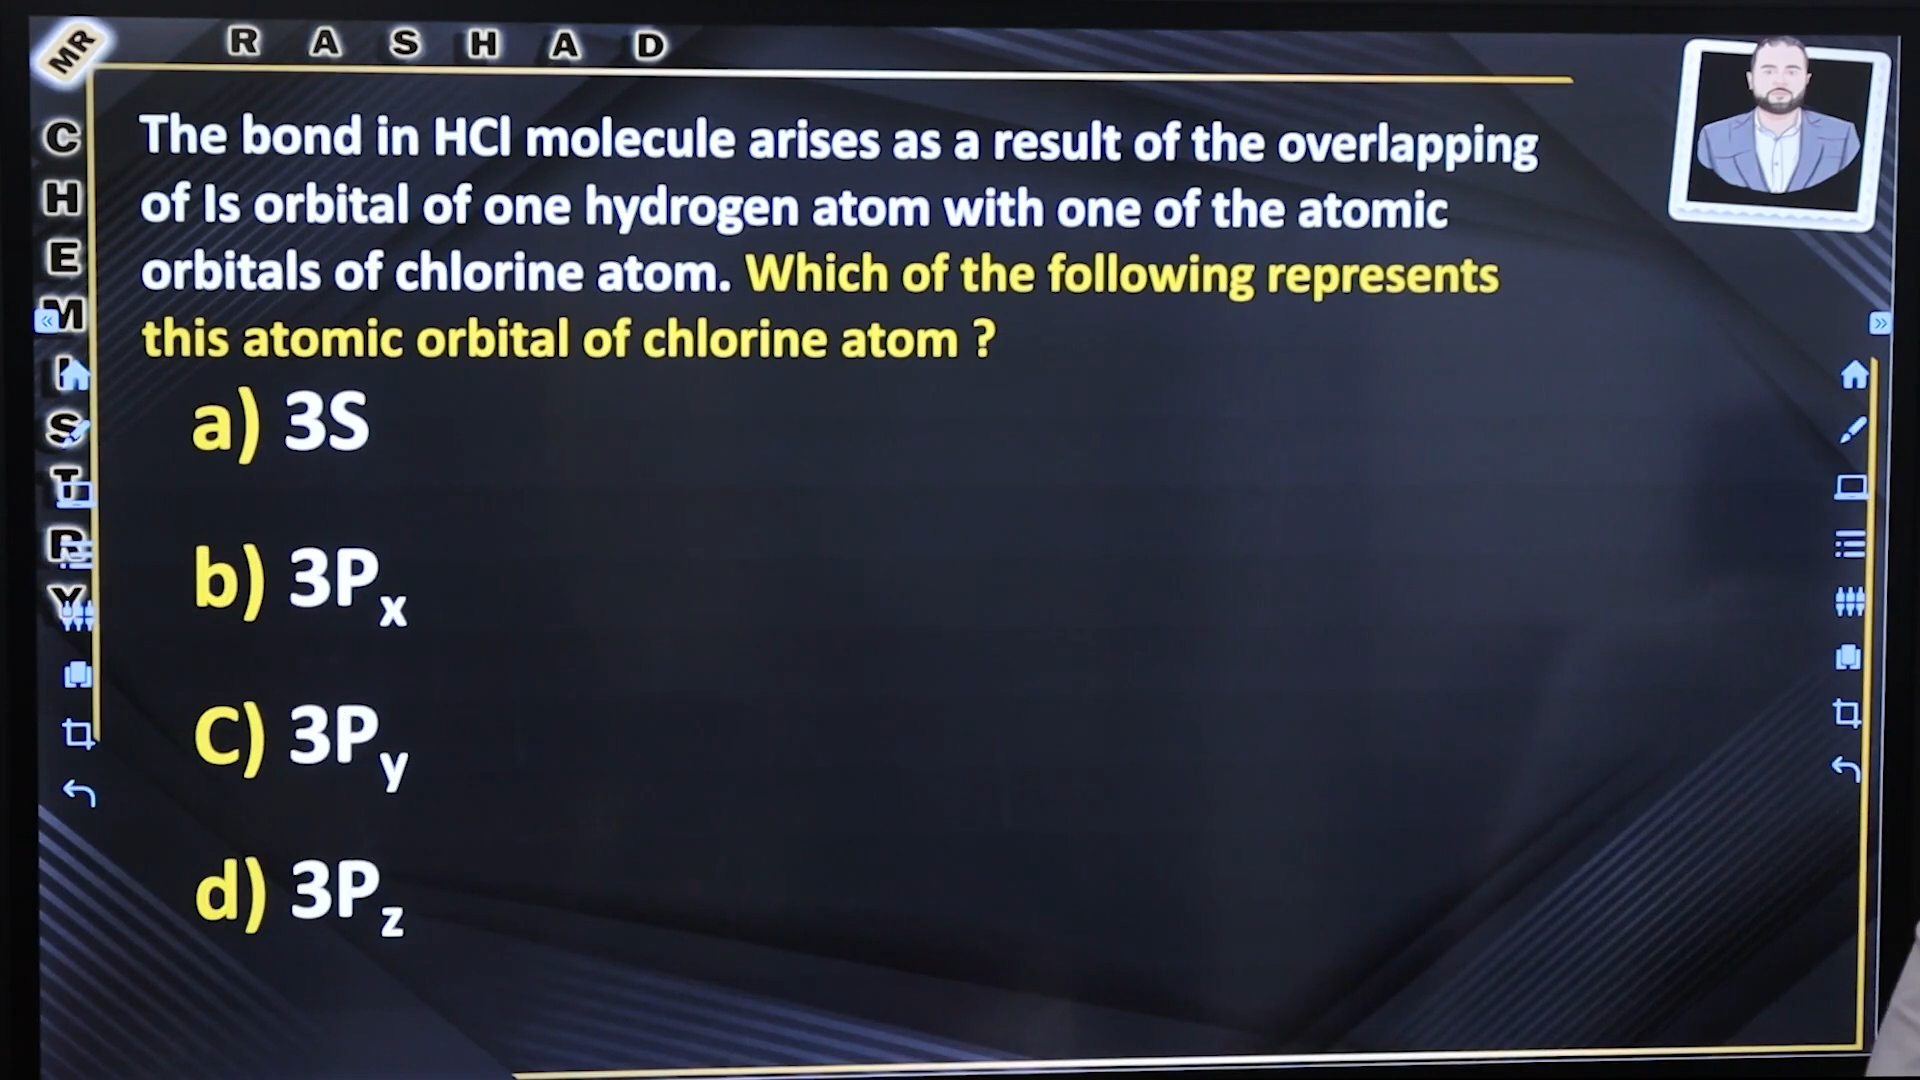 MR
R A S H A D
C
H
E
M
I
S
T
R
Y
The bond in HCl molecule arises as a result of the overlapping
of Is orbital of one hydrogen atom with one of the atomic
orbitals of chlorine atom. Which of the following represents
this atomic orbital of chlorine atom ?
a) 3S
b) 3Px
C) 3Py
d) 3Pz